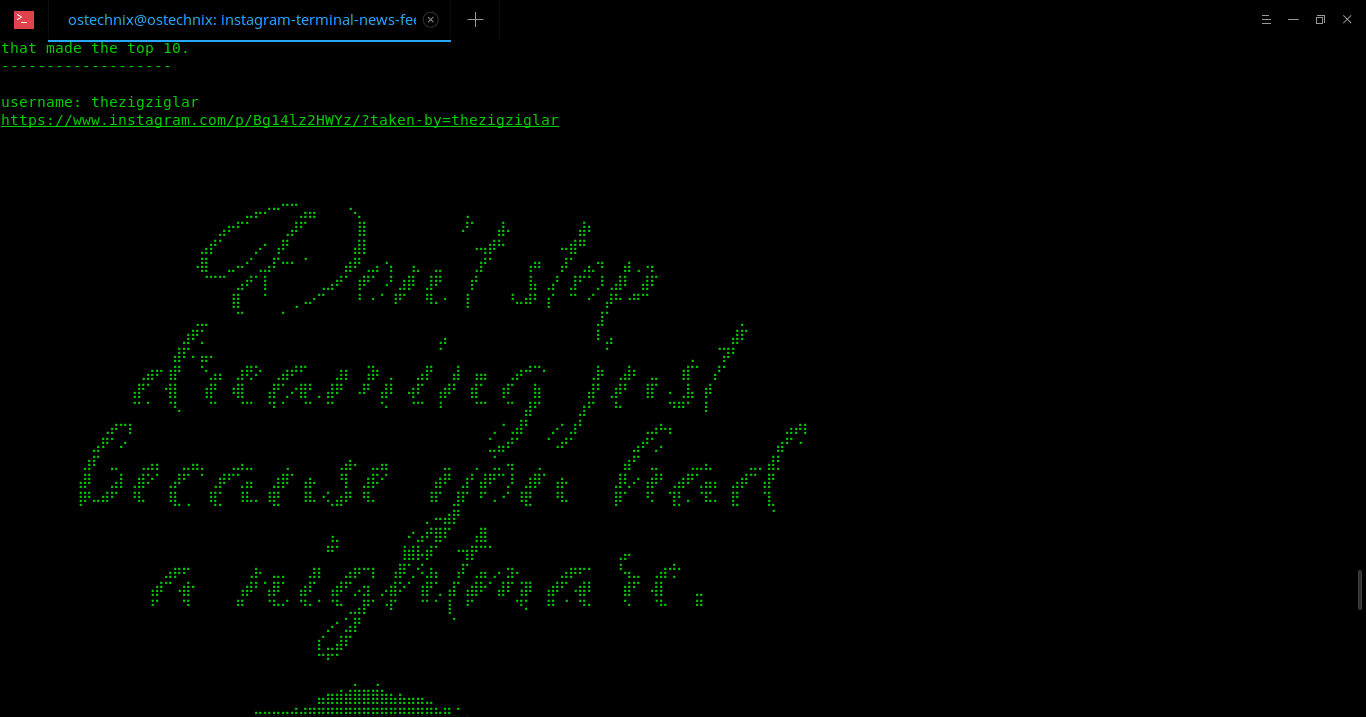 ostechnix@ostechnix: instagram-terminal-news-fee
that made the top 10.
-------------------
username: thezigziglar
https://www.instagram.com/p/Bg14lz2HWYz/?taken-by=thezigziglar
Don't stop
dreaming just
because you had
a nightmare.